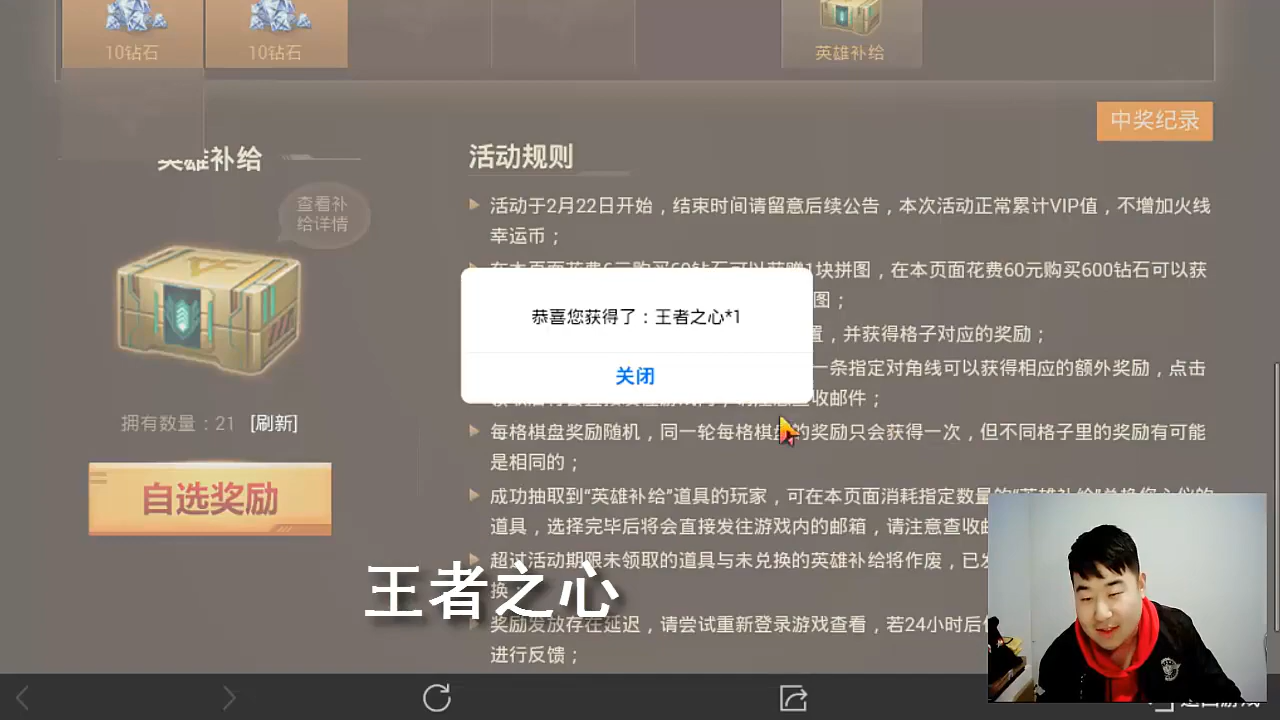 10钻石
10钻石
英雄补给
中奖纪录
英雄补给
查看补
给详情
拥有数量：21 [刷新]
自选奖励
活动规则
活动于2月22日开始，结束时间请留意后续公告，本次活动正常累计VIP值，不增加火线
幸运币；
在本页面花费6元购买60钻石可以获赠1块拼图，在本页面花费60元购买600钻石可以获
图；
恭喜您获得了：王者之心*1
关闭
置，并获得格子对应的奖励；
一条指定对角线可以获得相应的额外奖励，点击
收邮件；
每格棋盘奖励随机，同一轮每格棋盘的奖励只会获得一次，但不同格子里的奖励有可能
是相同的；
成功抽取到“英雄补给”道具的玩家，可在本页面消耗指定数量的“英雄补给”兑换您心仪的
道具，选择完毕后将会直接发往游戏内的邮箱，请注意查收
超过活动期限未领取的道具与未兑换的英雄补给将作废，已发
换
王者之心
奖励发放存在延迟，请尝试重新登录游戏查看，若24小时后
进行反馈；
返回游戏